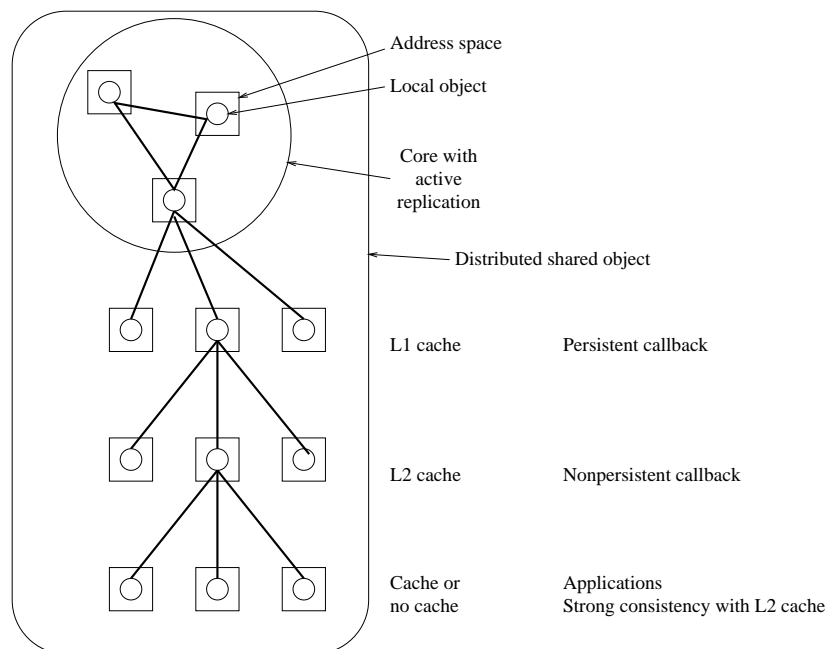 Address space
Local object
Core with
active
replication
Distributed shared object
L1 cache
Persistent callback
L2 cache
Nonpersistent callback
Cache or
no cache
Applications
Strong consistency with L2 cache